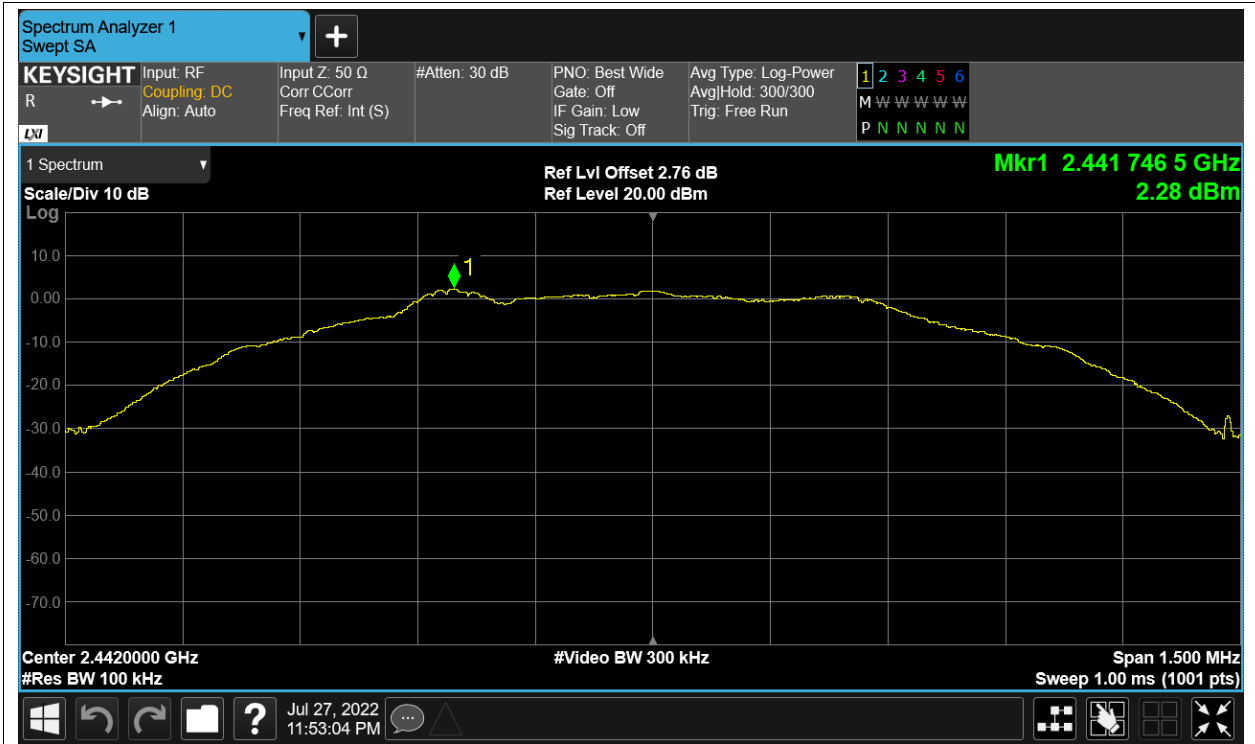 Spectrum Analyzer 1
Swept SA
KEYSIGHT
R
LXI
Input: RF
Coupling: DC
Align: Auto
Input Z: 50 Ω
Corr CCorr
Freq Ref: Int (S)
#Atten: 30 dB
PNO: Best Wide
Gate: Off
IF Gain: Low
Sig Track: Off
Avg Type: Log-Power
Avg|Hold: 300/300
Trig: Free Run
1 2 3 4 5 6
M W W W W W
P N N N N N
1 Spectrum
Scale/Div 10 dB
Log
Ref Lvl Offset 2.76 dB
Ref Level 20.00 dBm
Mkr1 2.441 746 5 GHz
2.28 dBm
1
10.0
0.00
-10.0
-20.0
-30.0
-40.0
-50.0
-60.0
-70.0
Center 2.4420000 GHz
#Res BW 100 kHz
#Video BW 300 kHz
Span 1.500 MHz
Sweep 1.00 ms (1001 pts)
?
Jul 27, 2022
11:53:04 PM